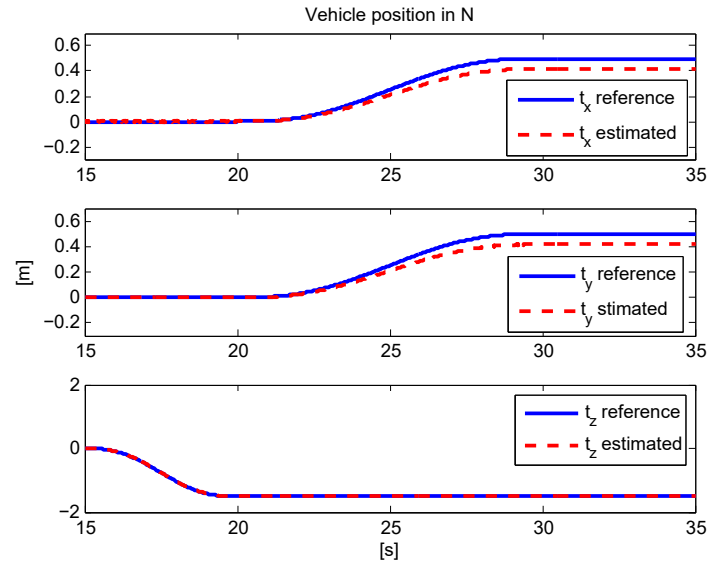 Vehicle position in N
0.6
0.4
0.2
0
−0.2
t_x reference
t_x estimated
15 20 25 30 35
[m]
0.6
0.4
0.2
0
−0.2
t_y reference
t_y stimated
15 20 25 30 35
2
0
−2
t_z reference
t_z estimated
15 20 25 30 35
[s]